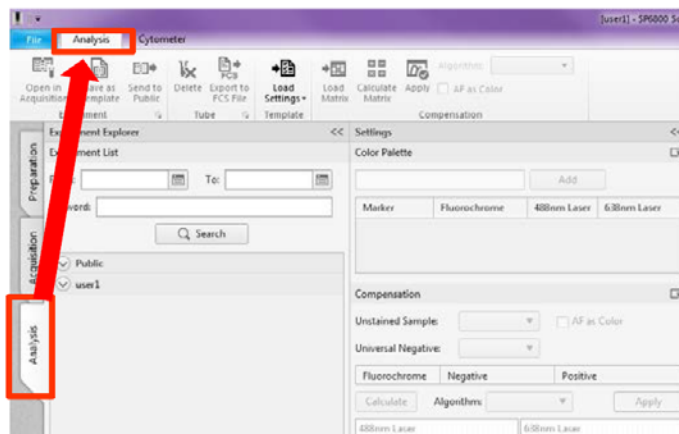 [user1] - SP6800 So
File Analysis Cytometer
Open in Acquisition
Save as Template
Send to Public
Delete
Export to FCS File
Load Settings
Load Matrix
Calculate Matrix
Apply
Algorithm:
AF as Color
Experiment Tube Template Compensation
Preparation
Acquisition
Analysis
Experiment Explorer <<
Experiment List
To:
Search
Public
user1
Settings
Color Palette
Add
Marker Fluorochrome 488nm Laser 638nm Laser
Compensation
Unstained Sample: AF as Color
Universal Negative:
Fluorochrome Negative Positive
Calculate Algorithm: Apply
488nm Laser 638nm Laser